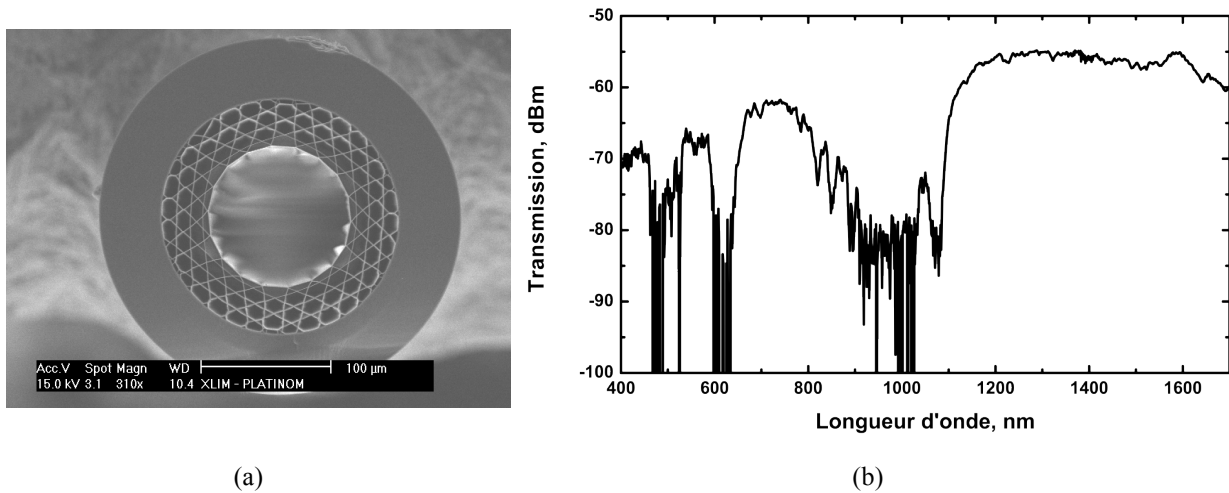 Acc.V Spot Magn WD 100 µm
15.0 kV 3.1 310x 10.4 XLIM - PLATINOM
(a)
-50
-60
-70
-80
-90
-100
Transmission, dBm
400 600 800 1000 1200 1400 1600
Longueur d'onde, nm
(b)